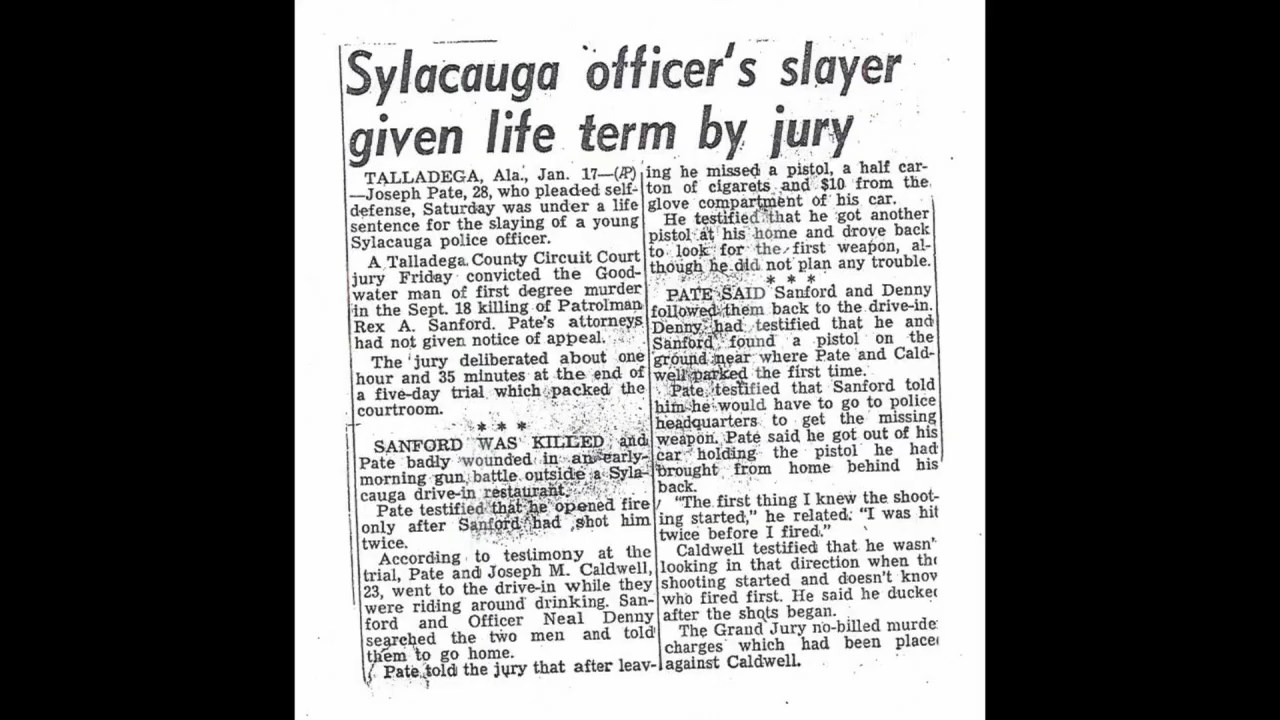 Sylacauga officer's slayer
given life term by jury
TALLADEGA, Ala., Jan. 17—(AP)
—Joseph Pate, 28, who pleaded self-
defense, Saturday was under a life
sentence for the slaying of a young
Sylacauga police officer.
A Talladega County Circuit Court
jury Friday convicted the Good-
water man of first degree murder
in the Sept. 18 killing of Patrolman
Rex A. Sanford. Pate's attorneys
had not given notice of appeal.
The jury deliberated about one
hour and 35 minutes at the end of
a five-day trial which packed the
courtroom.
* * *
SANFORD WAS KILLED and
Pate badly wounded in an early-
morning gun battle outside a Syla-
cauga drive-in restaurant.
Pate testified that he opened fire
only after Sanford had shot him
twice.
According to testimony at the
trial, Pate and Joseph M. Caldwell,
23, went to the drive-in while they
were riding around drinking. San-
ford and Officer Neal Denny
searched the two men and told
them to go home.
Pate told the jury that after leav-
ing he missed a pistol, a half car-
ton of cigarets and $10 from the
glove compartment of his car.
He testified that he got another
pistol at his home and drove back
to look for the first weapon, al-
though he did not plan any trouble.
* * *
PATE SAID Sanford and Denny
followed them back to the drive-in.
Denny had testified that he and
Sanford found a pistol on the
ground near where Pate and Cald-
well parked the first time.
Pate testified that Sanford told
him he would have to go to police
headquarters to get the missing
weapon. Pate said he got out of his
car holding the pistol he had
brought from home behind his
back.
"The first thing I knew the shoot-
ing started," he related. "I was hit
twice before I fired."
Caldwell testified that he wasn'
looking in that direction when th
shooting started and doesn't know
who fired first. He said he ducke
after the shots began.
The Grand Jury no-billed murde
charges which had been place
against Caldwell.